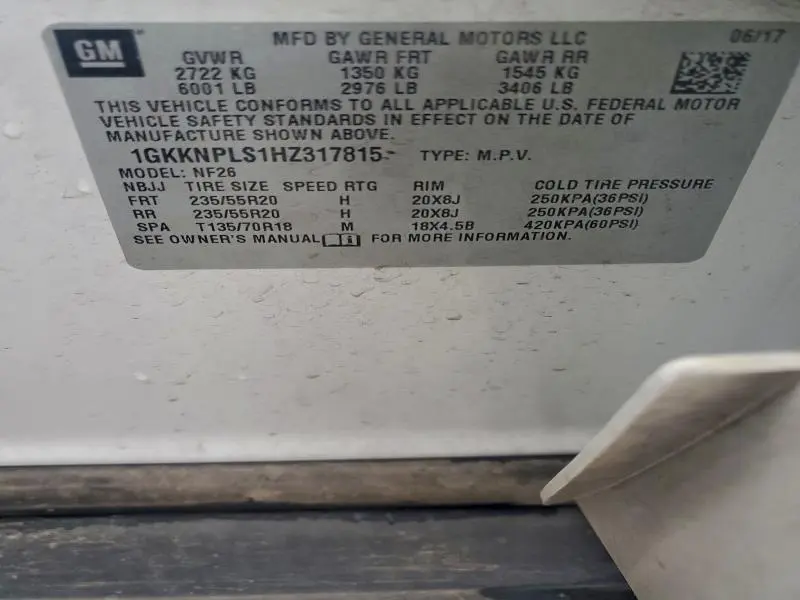 GM MFD BY GENERAL MOTORS LLC 06/17
GVWR GAWR FRT GAWR RR
2722 KG 1350 KG 1545 KG
6001 LB 2976 LB 3406 LB
THIS VEHICLE CONFORMS TO ALL APPLICABLE U.S. FEDERAL MOTOR
VEHICLE SAFETY STANDARDS IN EFFECT ON THE DATE OF
MANUFACTURE SHOWN ABOVE.
1GKKNPLS1HZ317815 TYPE: M.P.V.
MODEL: NF26
NBJJ TIRE SIZE SPEED RTG RIM COLD TIRE PRESSURE
FRT 235/55R20 H 20X8J 250KPA(36PSI)
RR 235/55R20 H 20X8J 250KPA(36PSI)
SPA T135/70R18 M 18X4.5B 420KPA(60PSI)
SEE OWNER'S MANUAL FOR MORE INFORMATION.